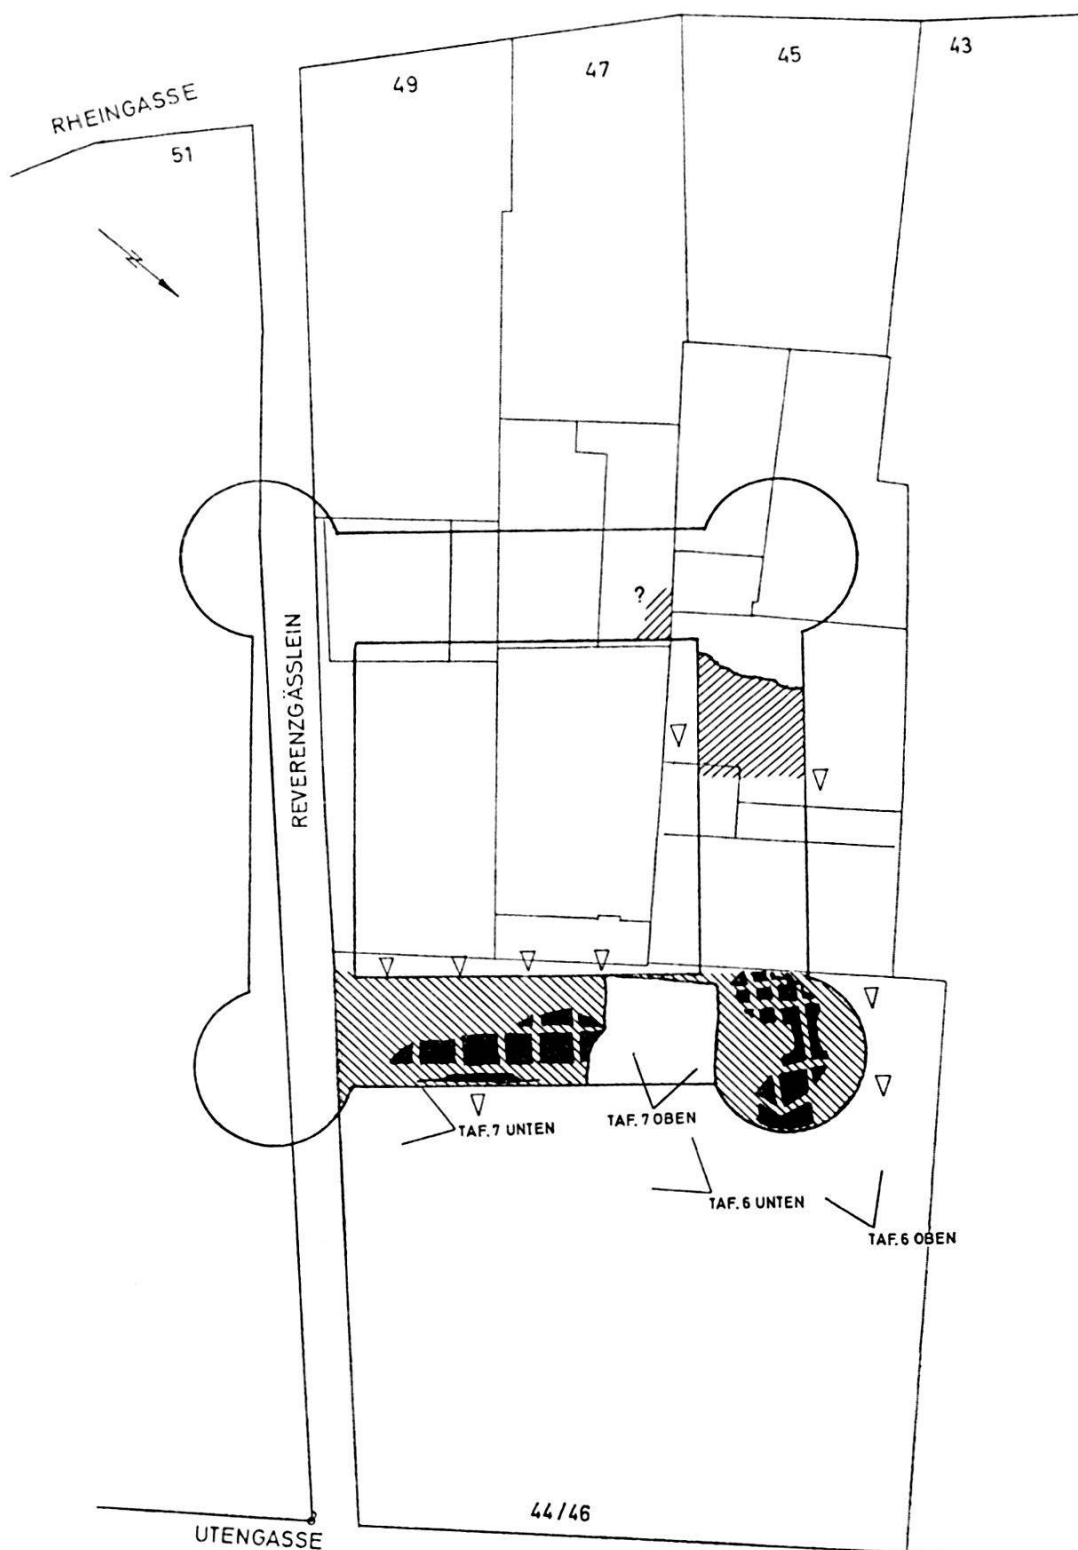 49
47
45
43
RHEINGASSE
51
N
?
REVERENZGÄSSLEIN
TAF. 7 UNTEN
TAF. 7 OBEN
TAF. 6 UNTEN
TAF. 6 OBEN
44/46
UTENGASSE